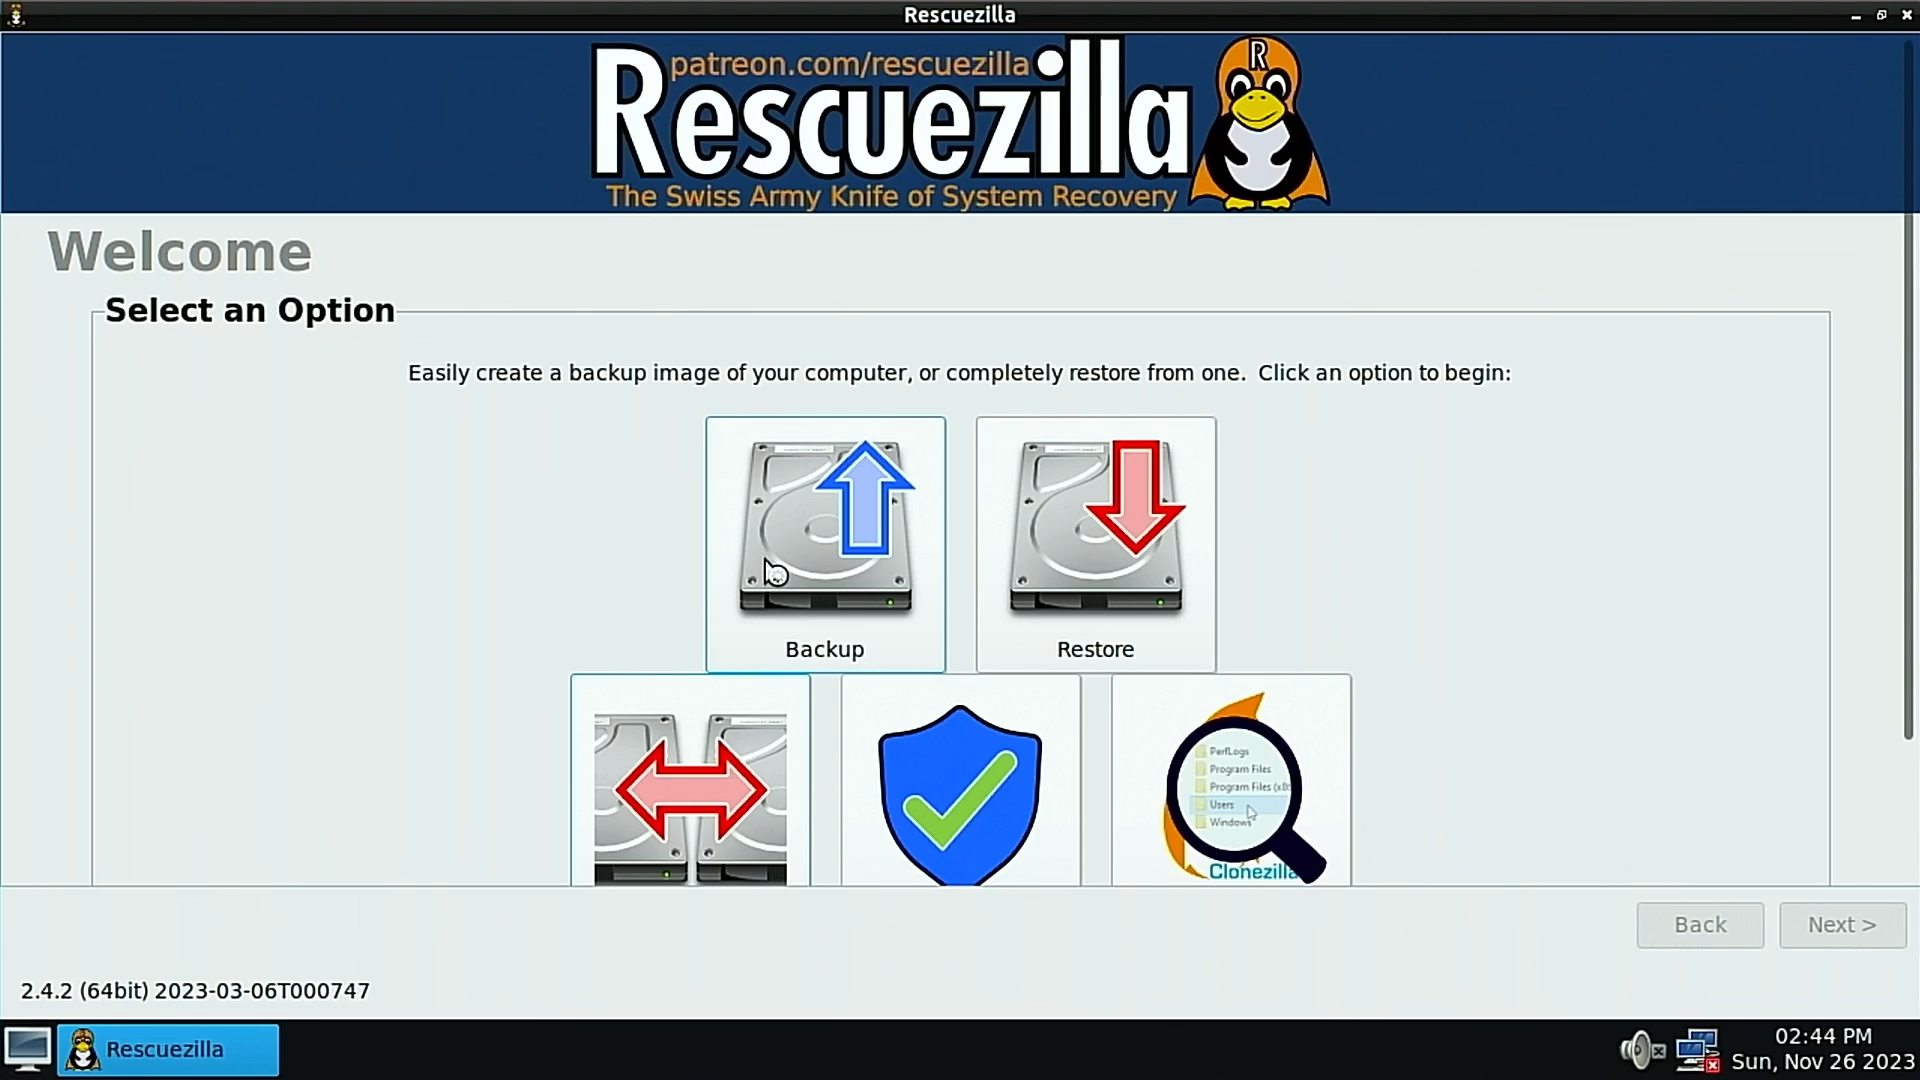 Rescuezilla
patreon.com/rescuezilla
R
Rescuezilla
The Swiss Army Knife of System Recovery
Welcome
Select an Option
Easily create a backup image of your computer, or completely restore from one. Click an option to begin:
Backup
Restore
PerfLogs
Program Files
Program Files (x8
Users
Windows
Clonezilla
Back
Next >
2.4.2 (64bit) 2023-03-06T000747
Rescuezilla
02:44 PM
Sun, Nov 26 2023